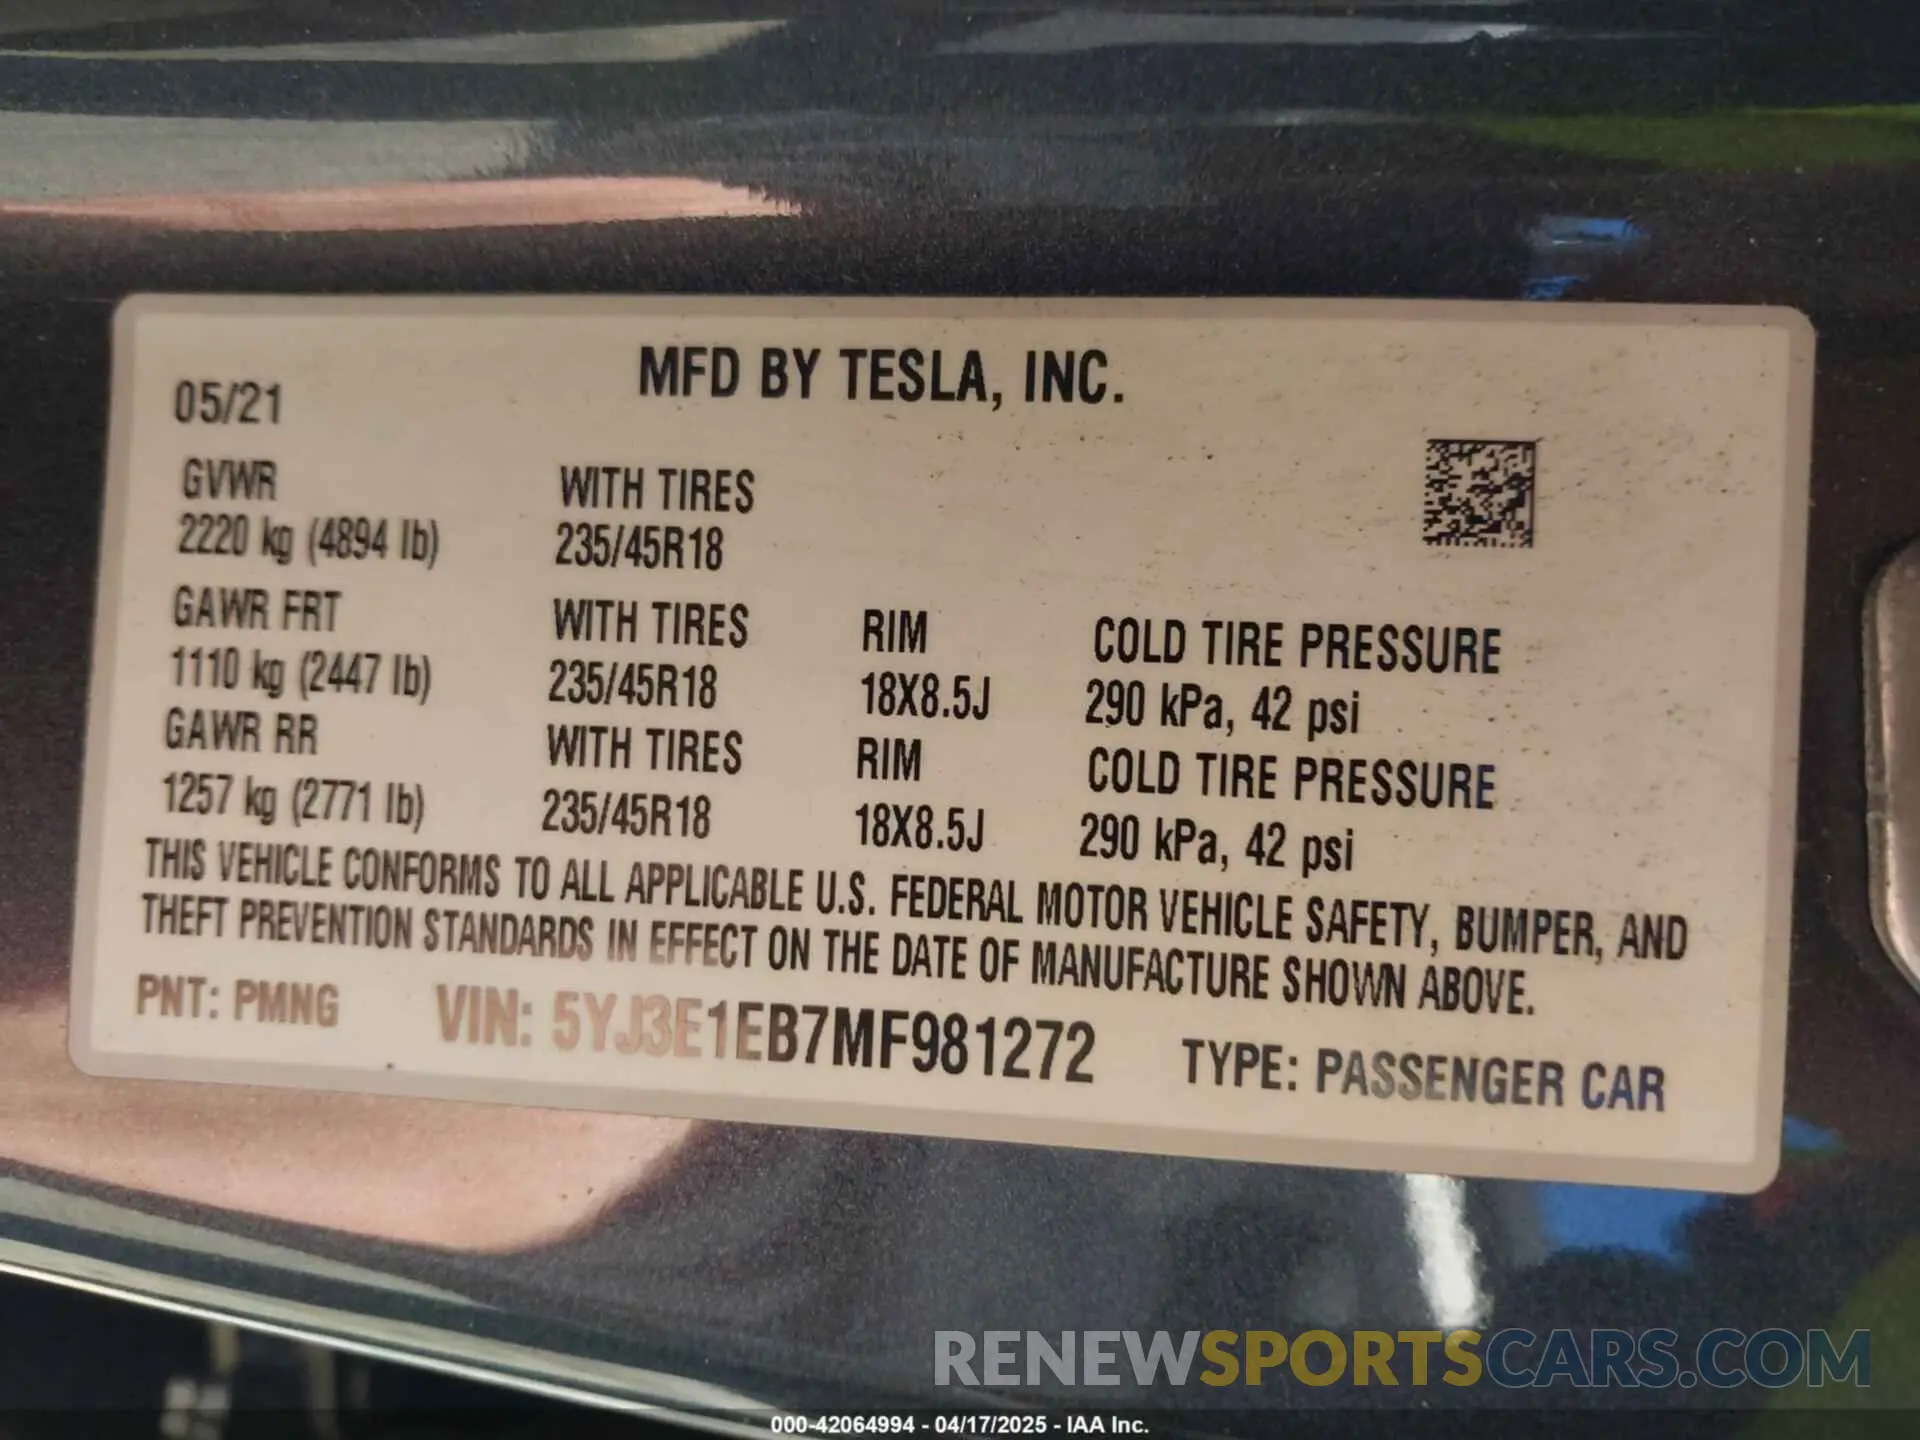 MFD BY TESLA, INC.
05/21
GVWR WITH TIRES
2220 kg (4894 lb) 235/45R18
GAWR FRT WITH TIRES RIM COLD TIRE PRESSURE
1110 kg (2447 lb) 235/45R18 18X8.5J 290 kPa, 42 psi
GAWR RR WITH TIRES RIM COLD TIRE PRESSURE
1257 kg (2771 lb) 235/45R18 18X8.5J 290 kPa, 42 psi
THIS VEHICLE CONFORMS TO ALL APPLICABLE U.S. FEDERAL MOTOR VEHICLE SAFETY, BUMPER, AND
THEFT PREVENTION STANDARDS IN EFFECT ON THE DATE OF MANUFACTURE SHOWN ABOVE.
PNT: PMNG VIN: 5YJ3E1EB7MF981272 TYPE: PASSENGER CAR
RENEWSPORTSCARS.COM
000-42064994 - 04/17/2025 - IAA Inc.